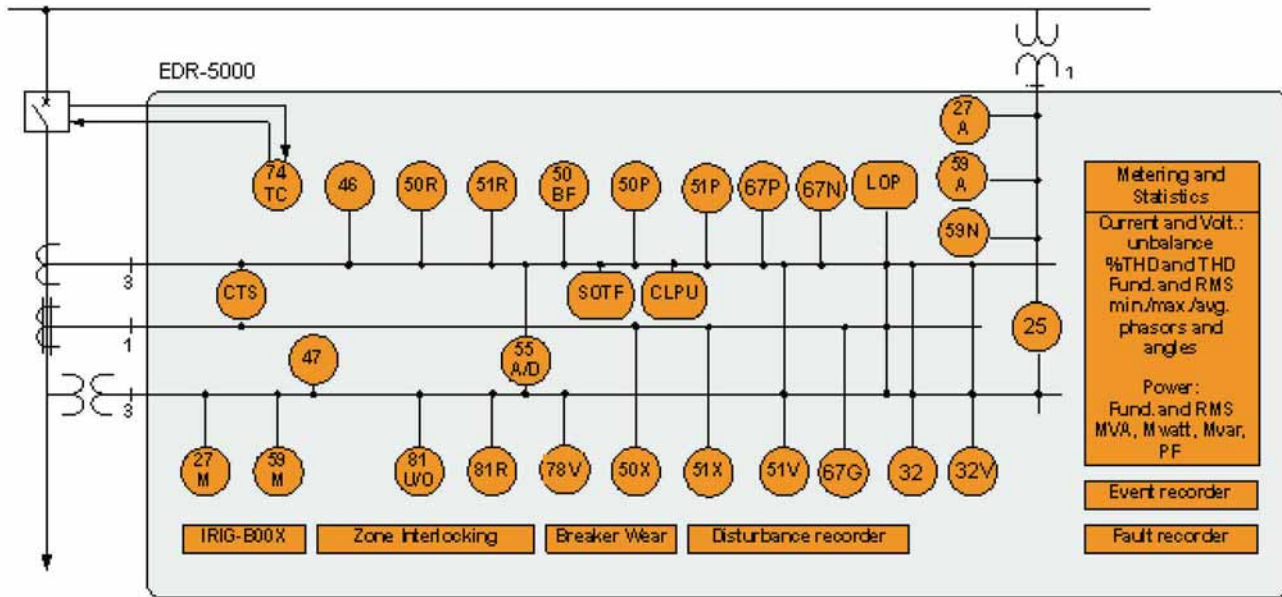 EDR-5000
1
27
A
74
TC
46
50R
51R
50
BF
50P
51P
67P
67N
LOP
59
A
59N
Metering and
Statistics
Current and Volt.:
unbalance
%THD and THD
Fund. and RMS
min./max./avg.
phasors and
angles
Power:
Fund. and RMS
MVA, Mwatt, Mvar,
PF
3
CTS
SOTF
CLPU
25
1
47
55
A/D
3
27
M
59
M
81
U/O
81R
78V
50X
51X
51V
67G
32
32V
Event recorder
IRIG-B00X
Zone Interlocking
Breaker Wear
Disturbance recorder
Fault recorder